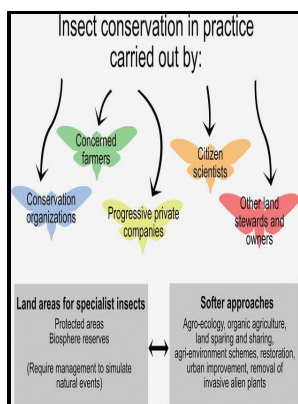 Insect conservation in practice
carried out by:
Concerned
farmers
Citizen
scientists
Conservation
organizations
Progressive private
companies
Other land
stewards and
owners
Land areas for specialist insects
Protected areas
Biosphere reserves
(Require management to simulate
natural events)
Softer approaches
Agro-ecology, organic agriculture,
land sparing and sharing,
agri-environment schemes, restoration,
urban improvement, removal of
invasive alien plants